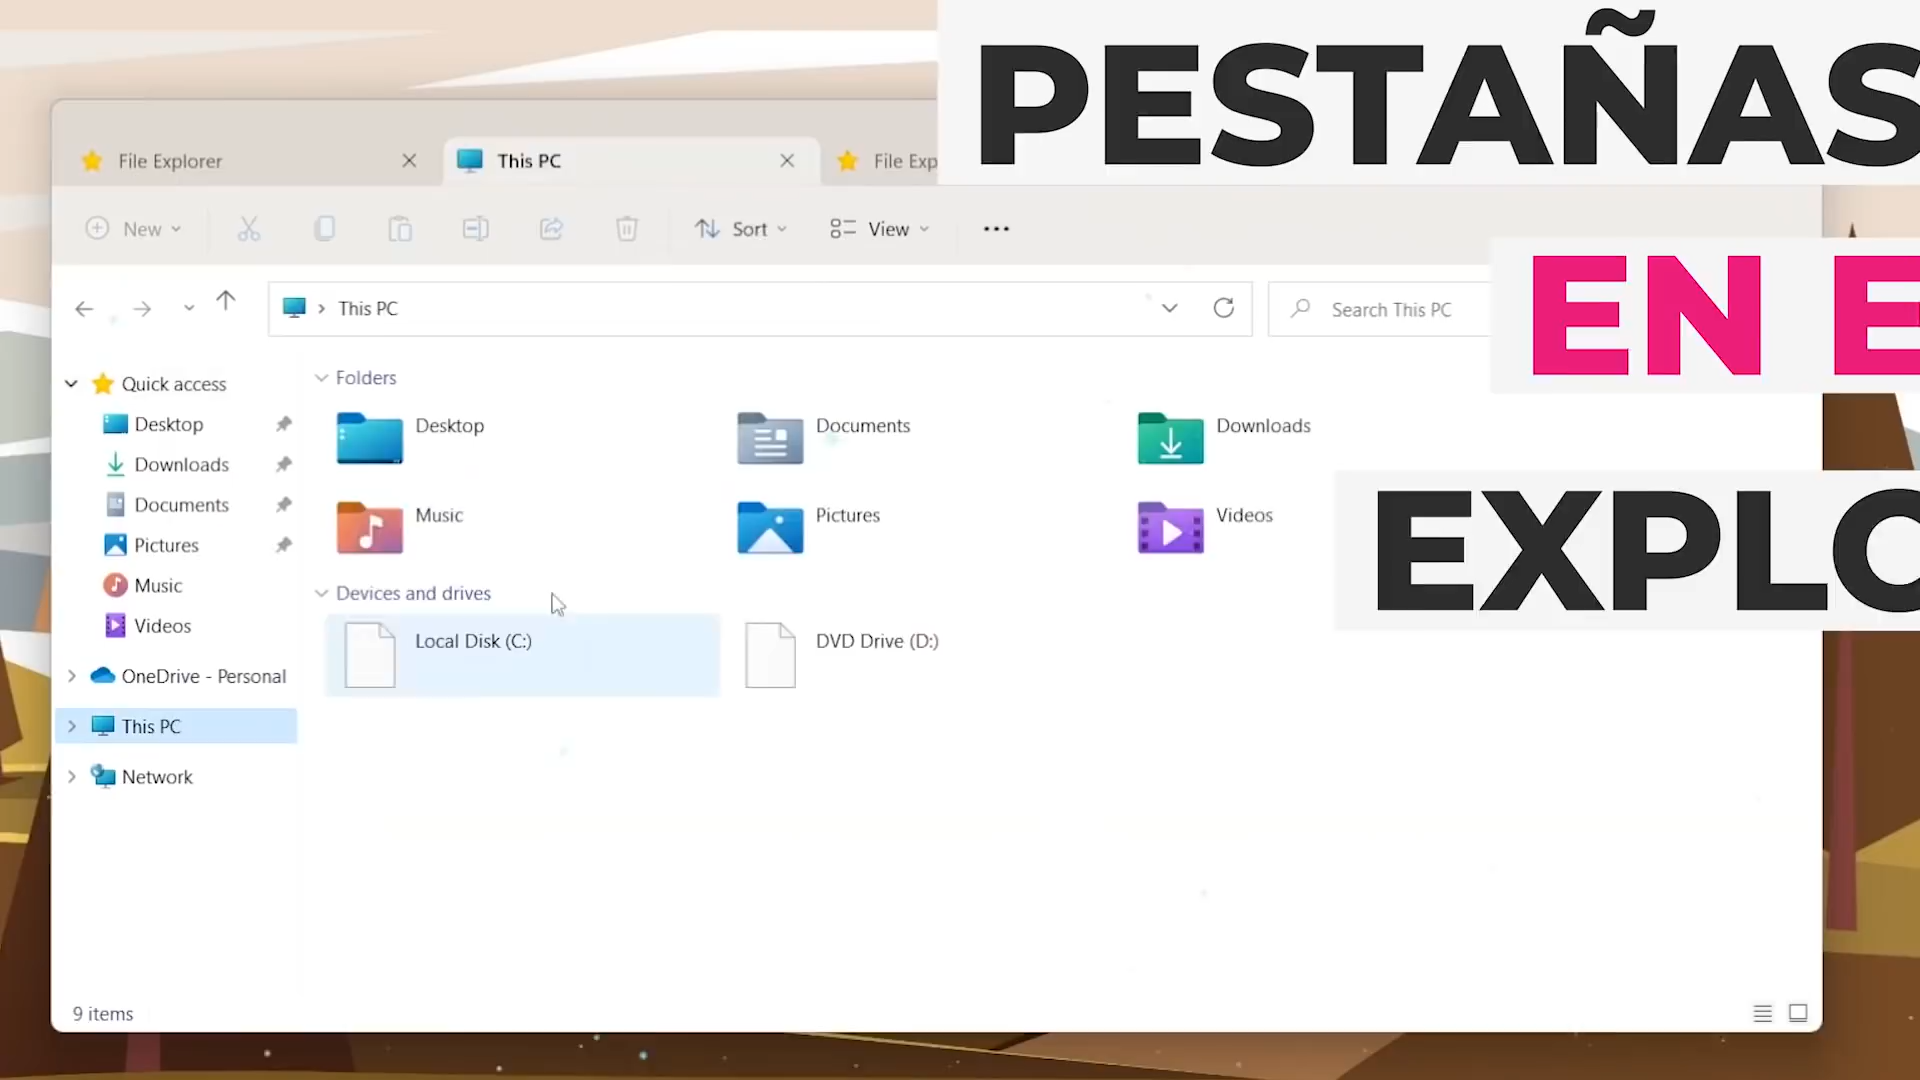 PESTAÑAS
File Explorer
This PC
File Exp
New
Sort
View
EN E
This PC
Search This PC
Quick access
Desktop
Downloads
Documents
Pictures
Music
Videos
OneDrive - Personal
This PC
Network
Folders
Desktop
Documents
Downloads
Music
Pictures
Videos
EXPLO
Devices and drives
Local Disk (C:)
DVD Drive (D:)
9 items